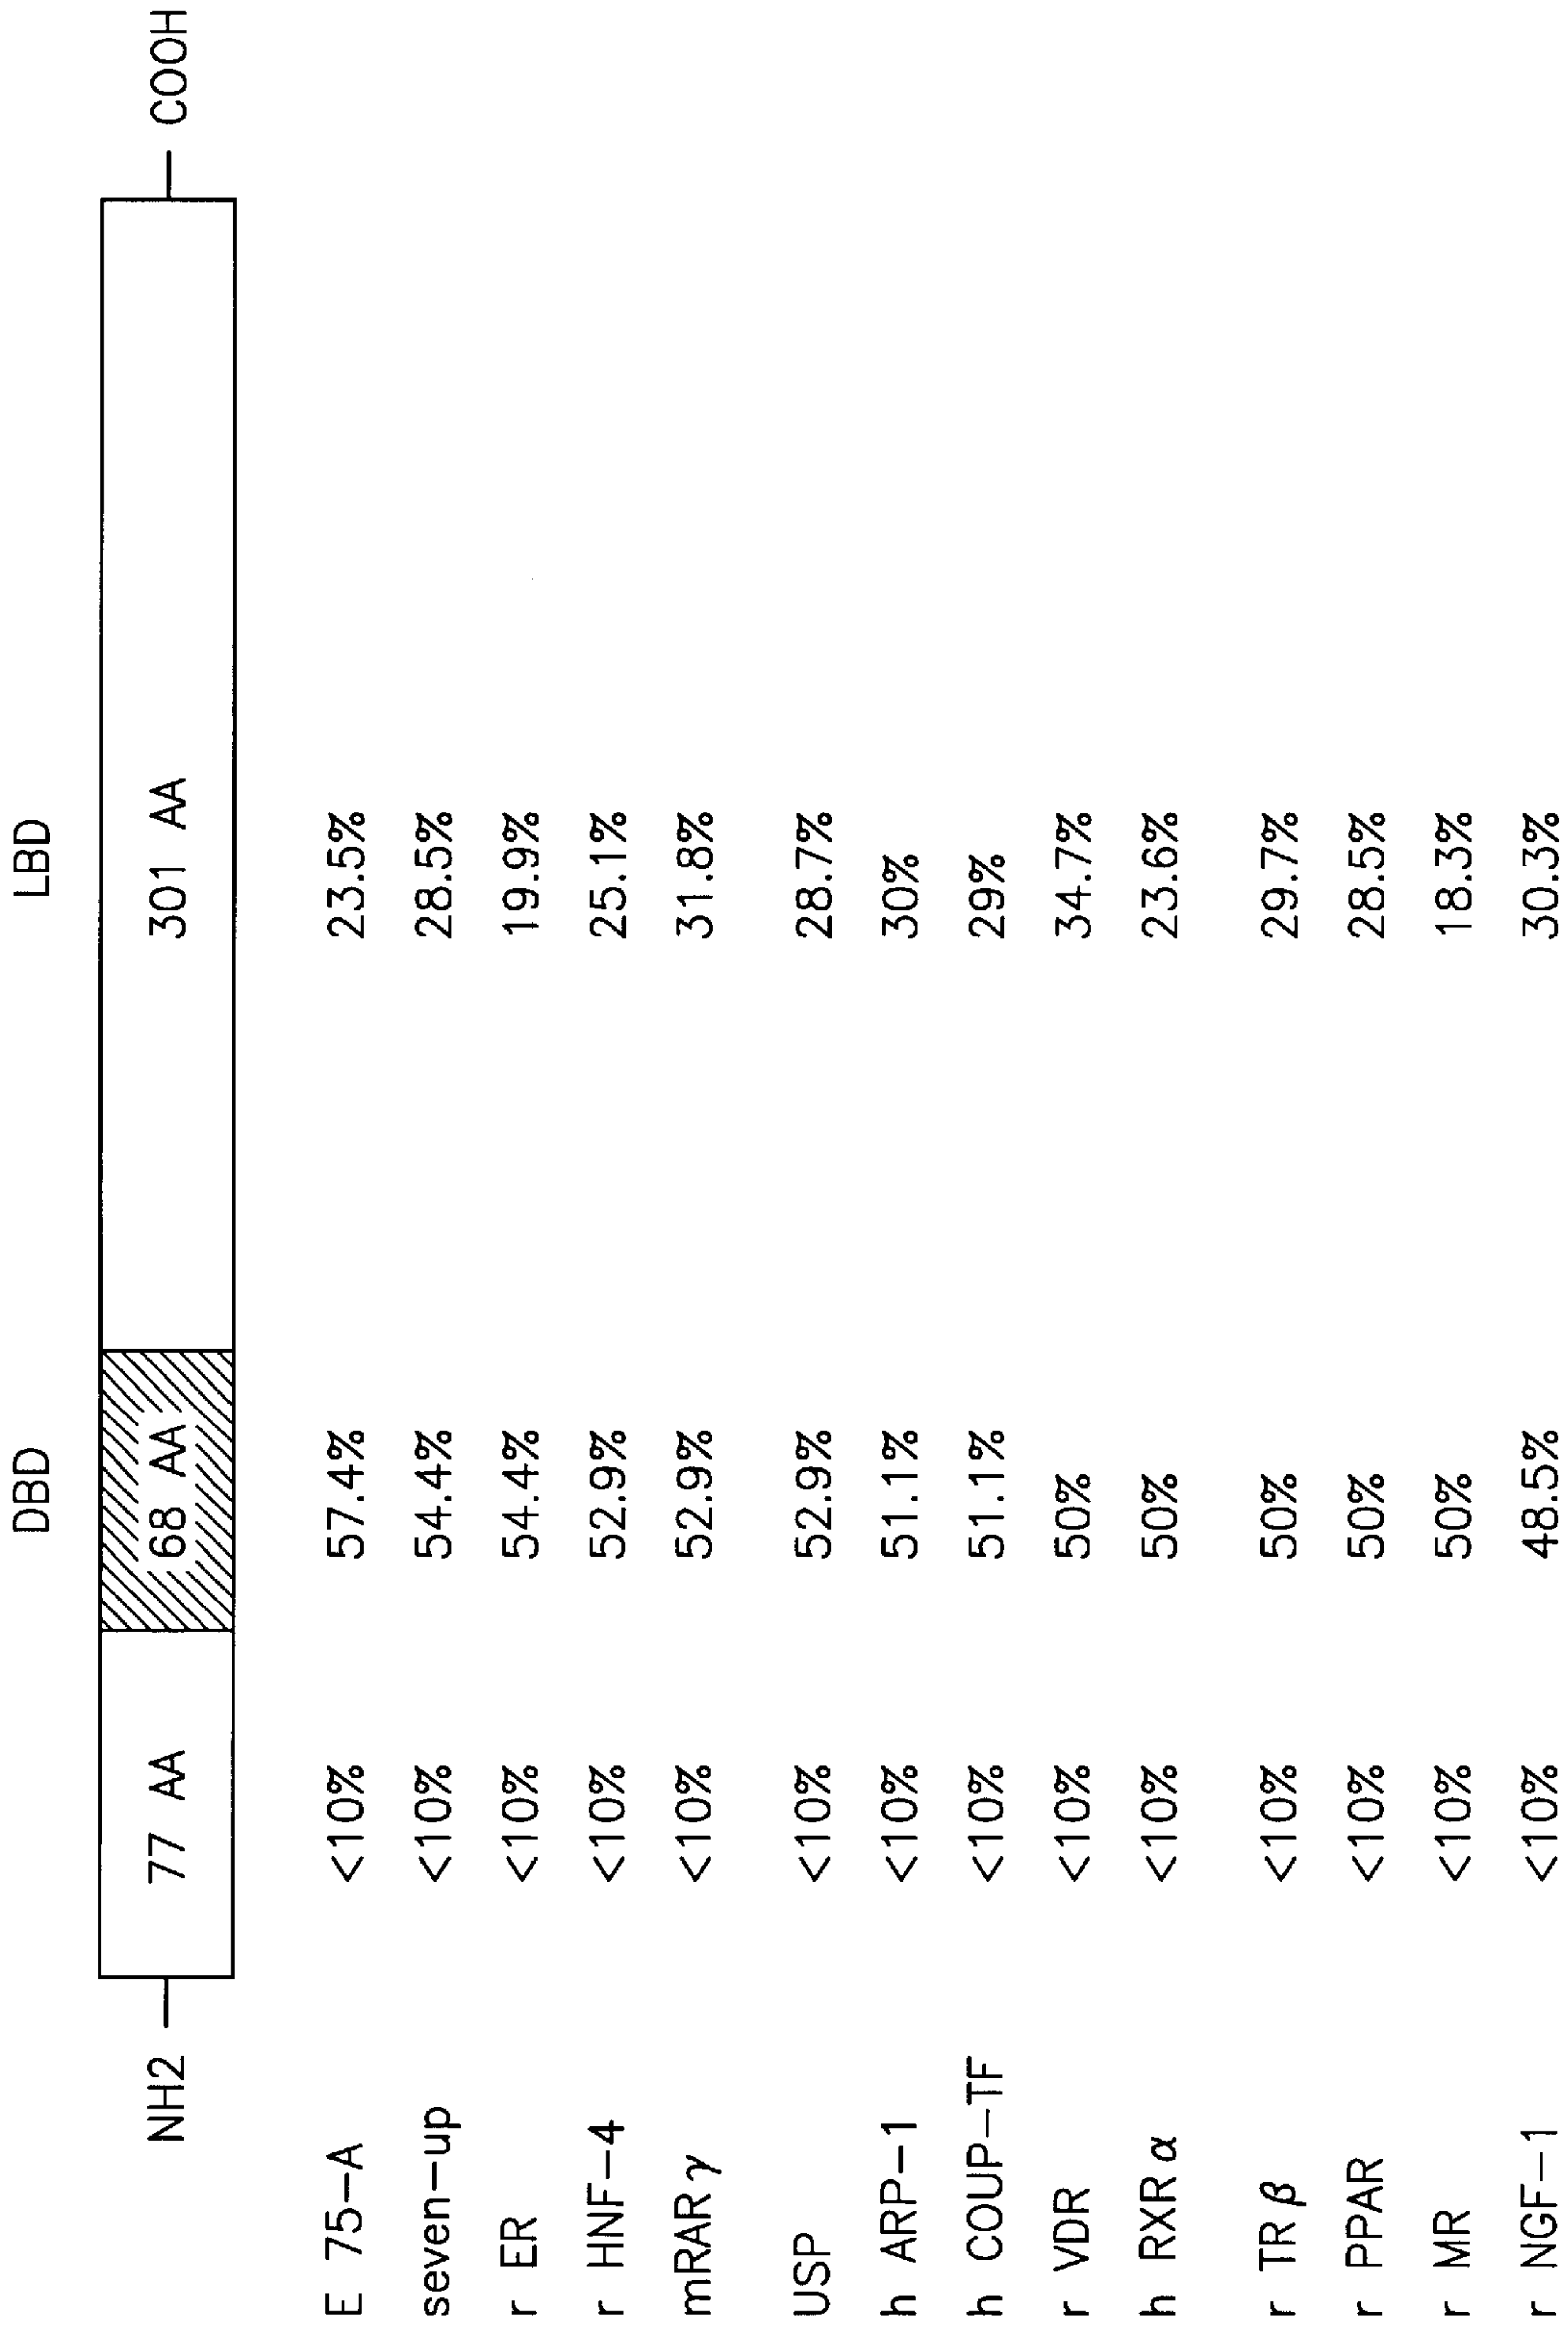 DBD LBD
NH2 — 77 AA 68 AA 301 AA — COOH
E 75-A <10% 57.4% 23.5%
seven-up <10% 54.4% 28.5%
r ER <10% 54.4% 19.9%
r HNF-4 <10% 52.9% 25.1%
mRAR γ <10% 52.9% 31.8%
USP <10% 52.9% 28.7%
h ARP-1 <10% 51.1% 30%
h COUP-TF <10% 51.1% 29%
r VDR <10% 50% 34.7%
h RXR α <10% 50% 23.6%
r TR β <10% 50% 29.7%
r PPAR <10% 50% 28.5%
r MR <10% 50% 18.3%
r NGF-1 <10% 48.5% 30.3%